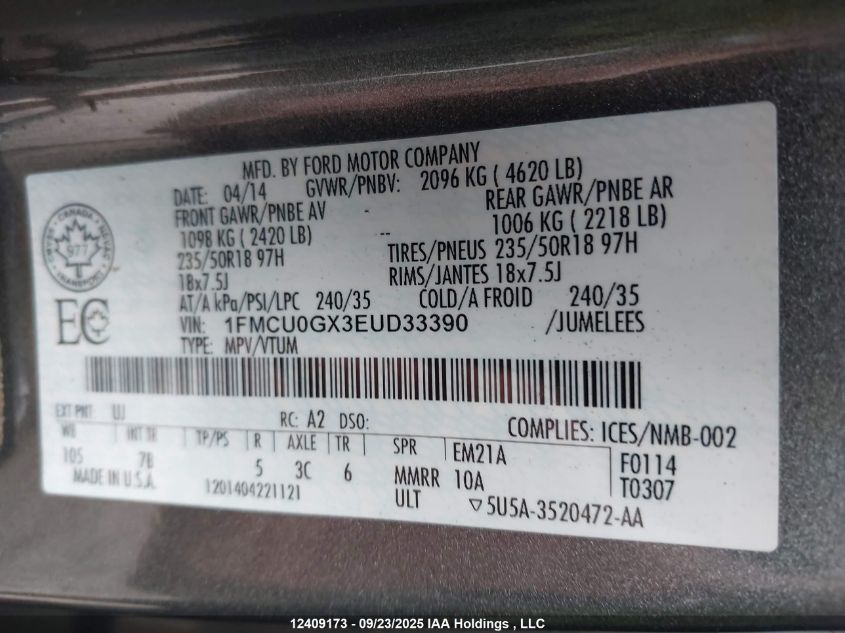 MFD. BY FORD MOTOR COMPANY
DATE: 04/14 GVWR/PNBV: 2096 KG ( 4620 LB)
FRONT GAWR/PNBE AV - REAR GAWR/PNBE AR
1098 KG ( 2420 LB) -- 1006 KG ( 2218 LB)
235/50R18 97H TIRES/PNEUS 235/50R18 97H
18x7.5J RIMS/JANTES 18x7.5J
AT/A kPa/PSI/LPC 240/35 COLD/A FROID 240/35
VIN: 1FMCU0GX3EUD33390 /JUMELEES
TYPE: MPV/VTUM
CANADA
977
TRANSPORT
EC
EXT PNT: UJ RC: A2 DSO: COMPLIES: ICES/NMB-002
WB INT TR TP/PS R AXLE TR SPR EM21A F0114
105 7B 5 3C 6 MMRR 10A T0307
MADE IN U.S.A. 1201404221121 ULT 5U5A-3520472-AA
12409173 - 09/23/2025 IAA Holdings , LLC